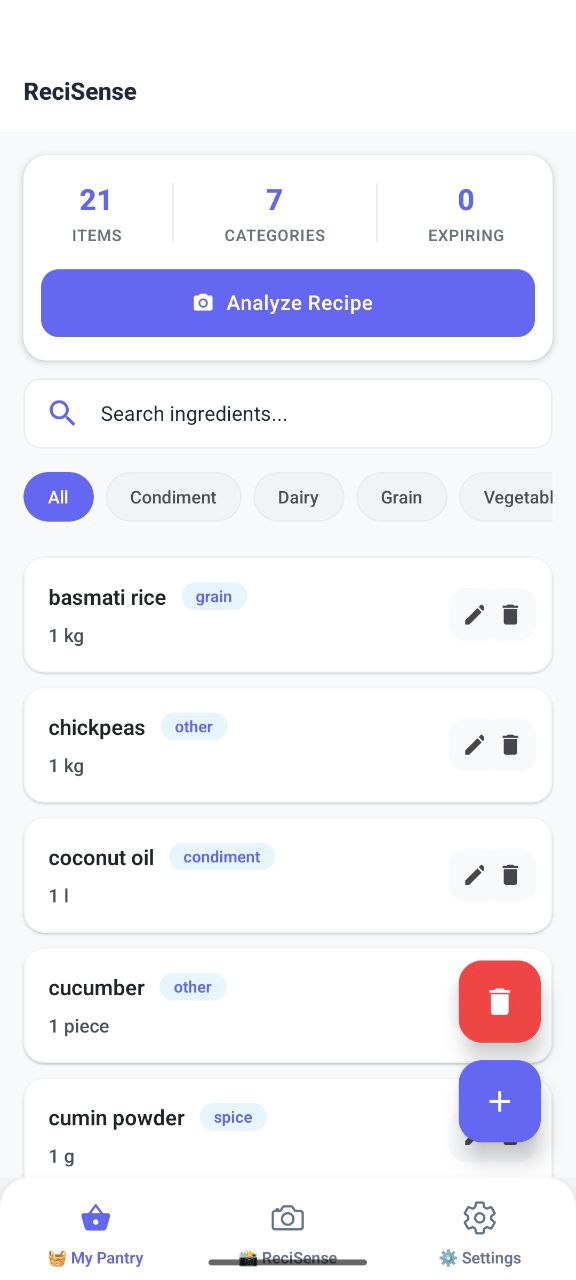 ReciSense
21 7 0
ITEMS CATEGORIES EXPIRING
Analyze Recipe
Search ingredients...
All Condiment Dairy Grain Vegetabl
basmati rice grain
1 kg
chickpeas other
1 kg
coconut oil condiment
1 l
cucumber other
1 piece
cumin powder spice
1 g
🧺 My Pantry 📸 ReciSense ⚙️ Settings